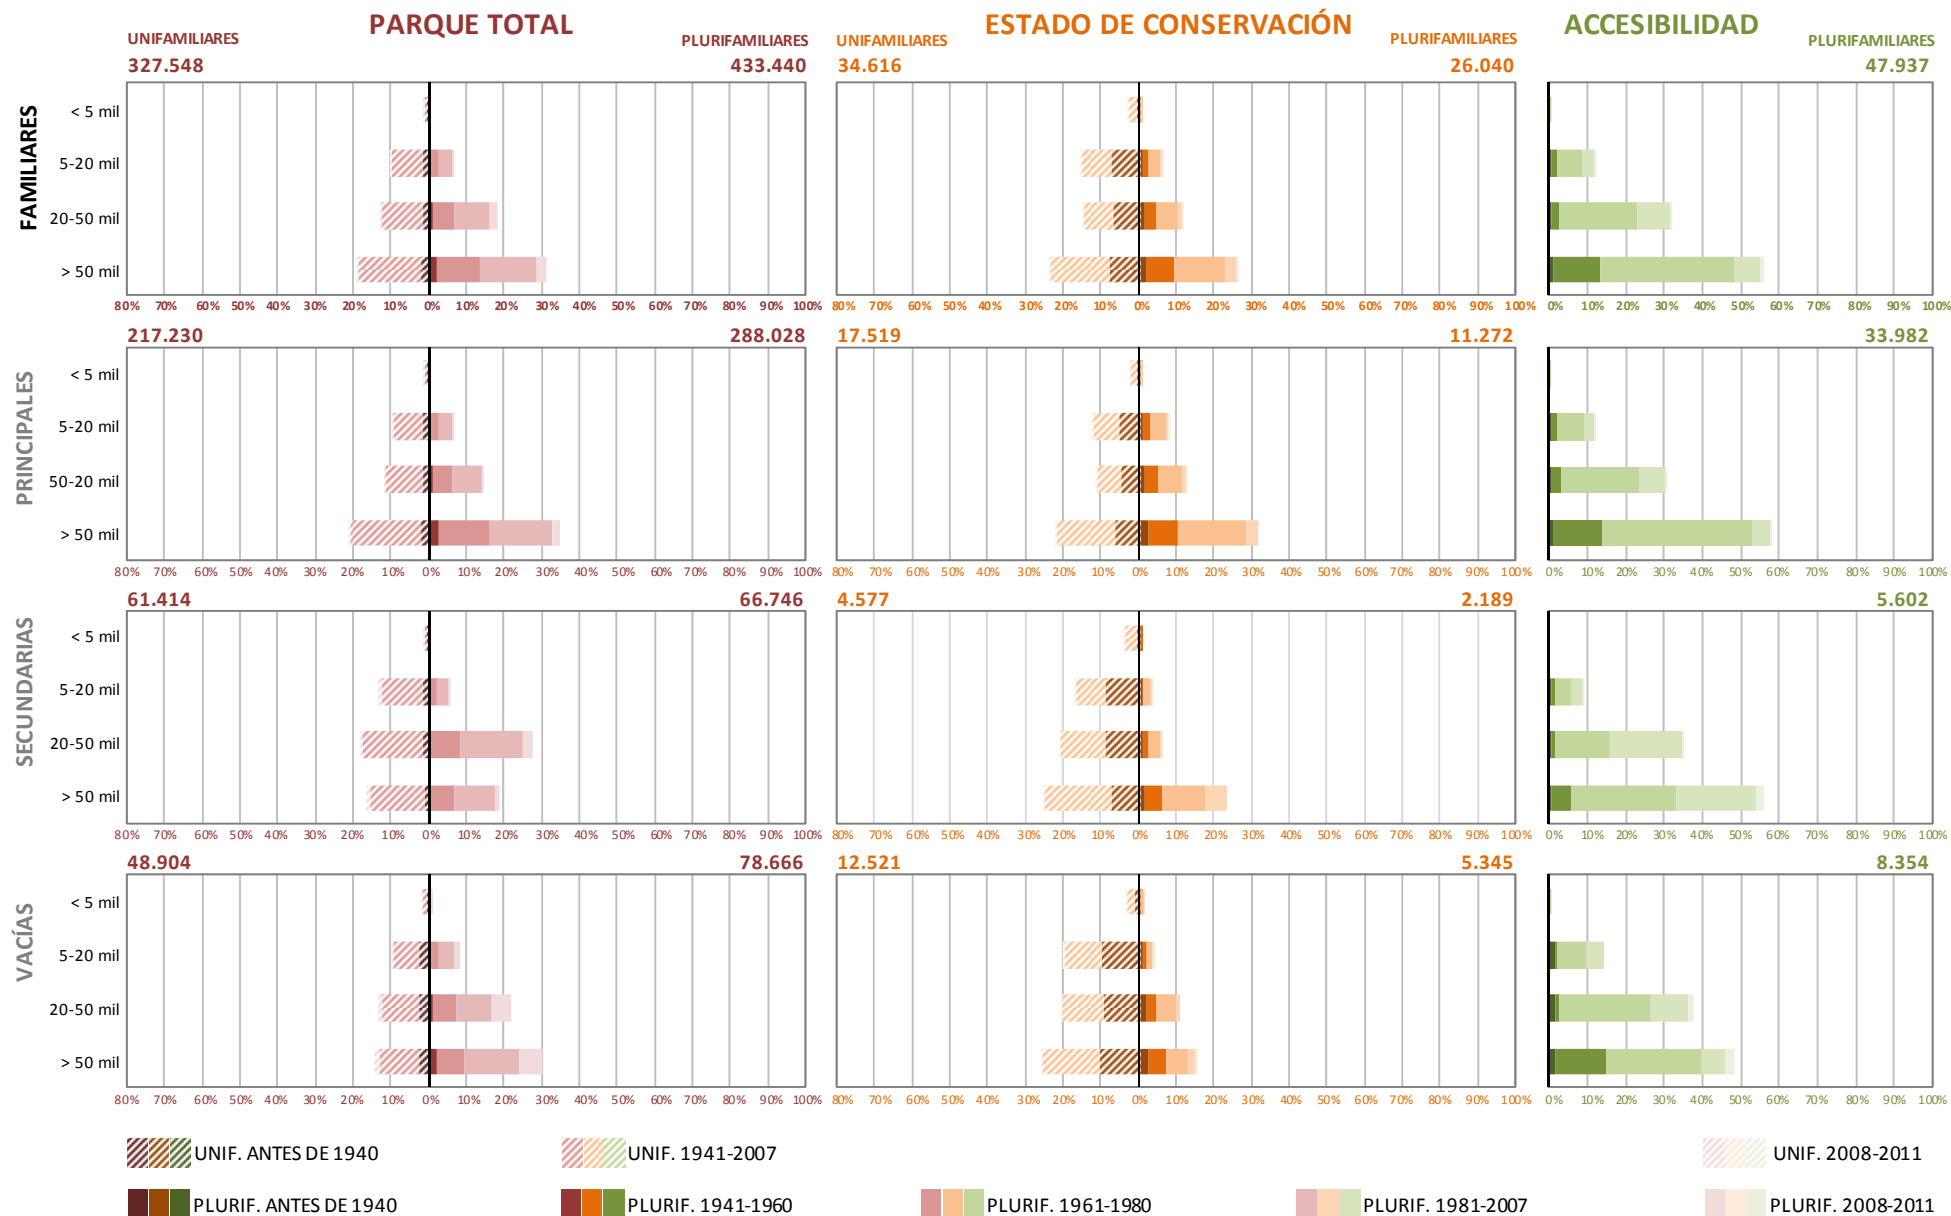 PARQUE TOTAL ESTADO DE CONSERVACIÓN ACCESIBILIDAD
UNIFAMILIARES PLURIFAMILIARES UNIFAMILIARES PLURIFAMILIARES PLURIFAMILIARES
327.548 433.440 34.616 26.040 47.937
FAMILIARES
< 5 mil
5-20 mil
20-50 mil
> 50 mil
80% 70% 60% 50% 40% 30% 20% 10% 0% 10% 20% 30% 40% 50% 60% 70% 80% 90% 100% 80% 70% 60% 50% 40% 30% 20% 10% 0% 10% 20% 30% 40% 50% 60% 70% 80% 90% 100% 0% 10% 20% 30% 40% 50% 60% 70% 80% 90% 100%
217.230 288.028 17.519 11.272 33.982
PRINCIPALES
< 5 mil
5-20 mil
50-20 mil
> 50 mil
80% 70% 60% 50% 40% 30% 20% 10% 0% 10% 20% 30% 40% 50% 60% 70% 80% 90% 100% 80% 70% 60% 50% 40% 30% 20% 10% 0% 10% 20% 30% 40% 50% 60% 70% 80% 90% 100% 0% 10% 20% 30% 40% 50% 60% 70% 80% 90% 100%
61.414 66.746 4.577 2.189 5.602
SECUNDARIAS
< 5 mil
5-20 mil
20-50 mil
> 50 mil
80% 70% 60% 50% 40% 30% 20% 10% 0% 10% 20% 30% 40% 50% 60% 70% 80% 90% 100% 80% 70% 60% 50% 40% 30% 20% 10% 0% 10% 20% 30% 40% 50% 60% 70% 80% 90% 100% 0% 10% 20% 30% 40% 50% 60% 70% 80% 90% 100%
48.904 78.666 12.521 5.345 8.354
VACÍAS
< 5 mil
5-20 mil
20-50 mil
> 50 mil
80% 70% 60% 50% 40% 30% 20% 10% 0% 10% 20% 30% 40% 50% 60% 70% 80% 90% 100% 80% 70% 60% 50% 40% 30% 20% 10% 0% 10% 20% 30% 40% 50% 60% 70% 80% 90% 100% 0% 10% 20% 30% 40% 50% 60% 70% 80% 90% 100%
UNIF. ANTES DE 1940 UNIF. 1941-2007 UNIF. 2008-2011
PLURIF. ANTES DE 1940 PLURIF. 1941-1960 PLURIF. 1961-1980 PLURIF. 1981-2007 PLURIF. 2008-2011